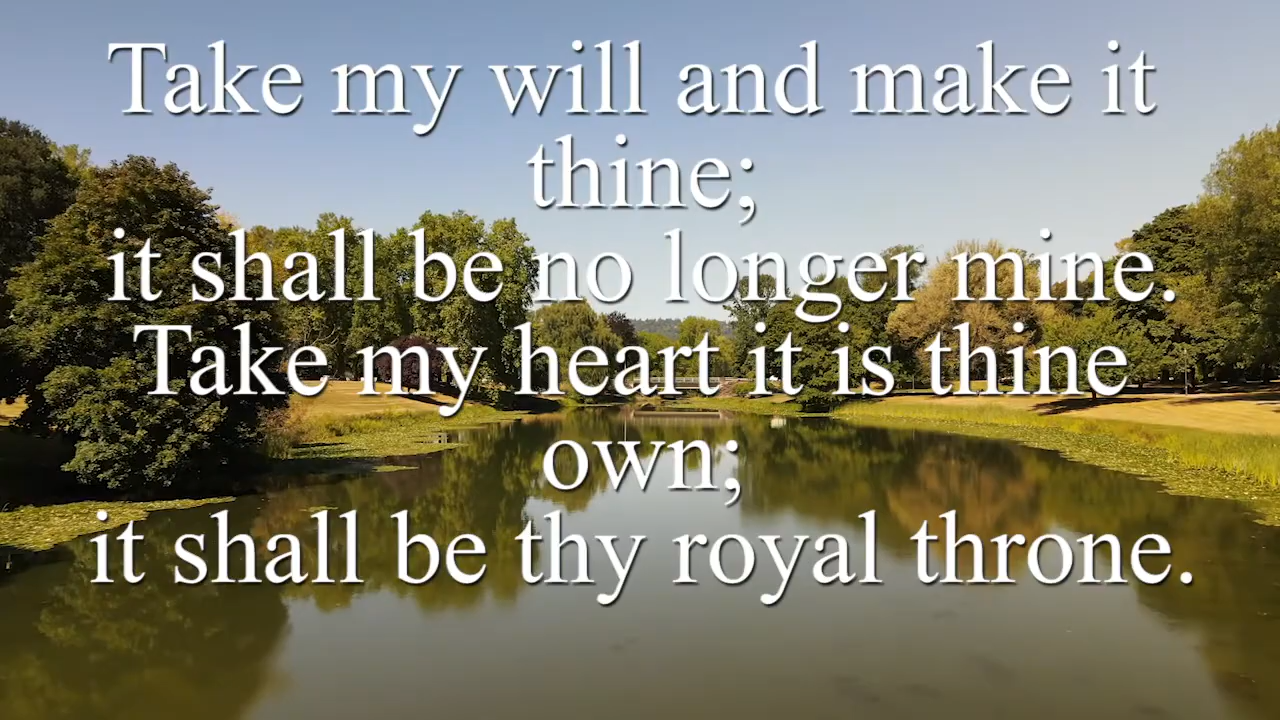 Take my will and make it
thine;
it shall be no longer mine.
Take my heart it is thine
own;
it shall be thy royal throne.